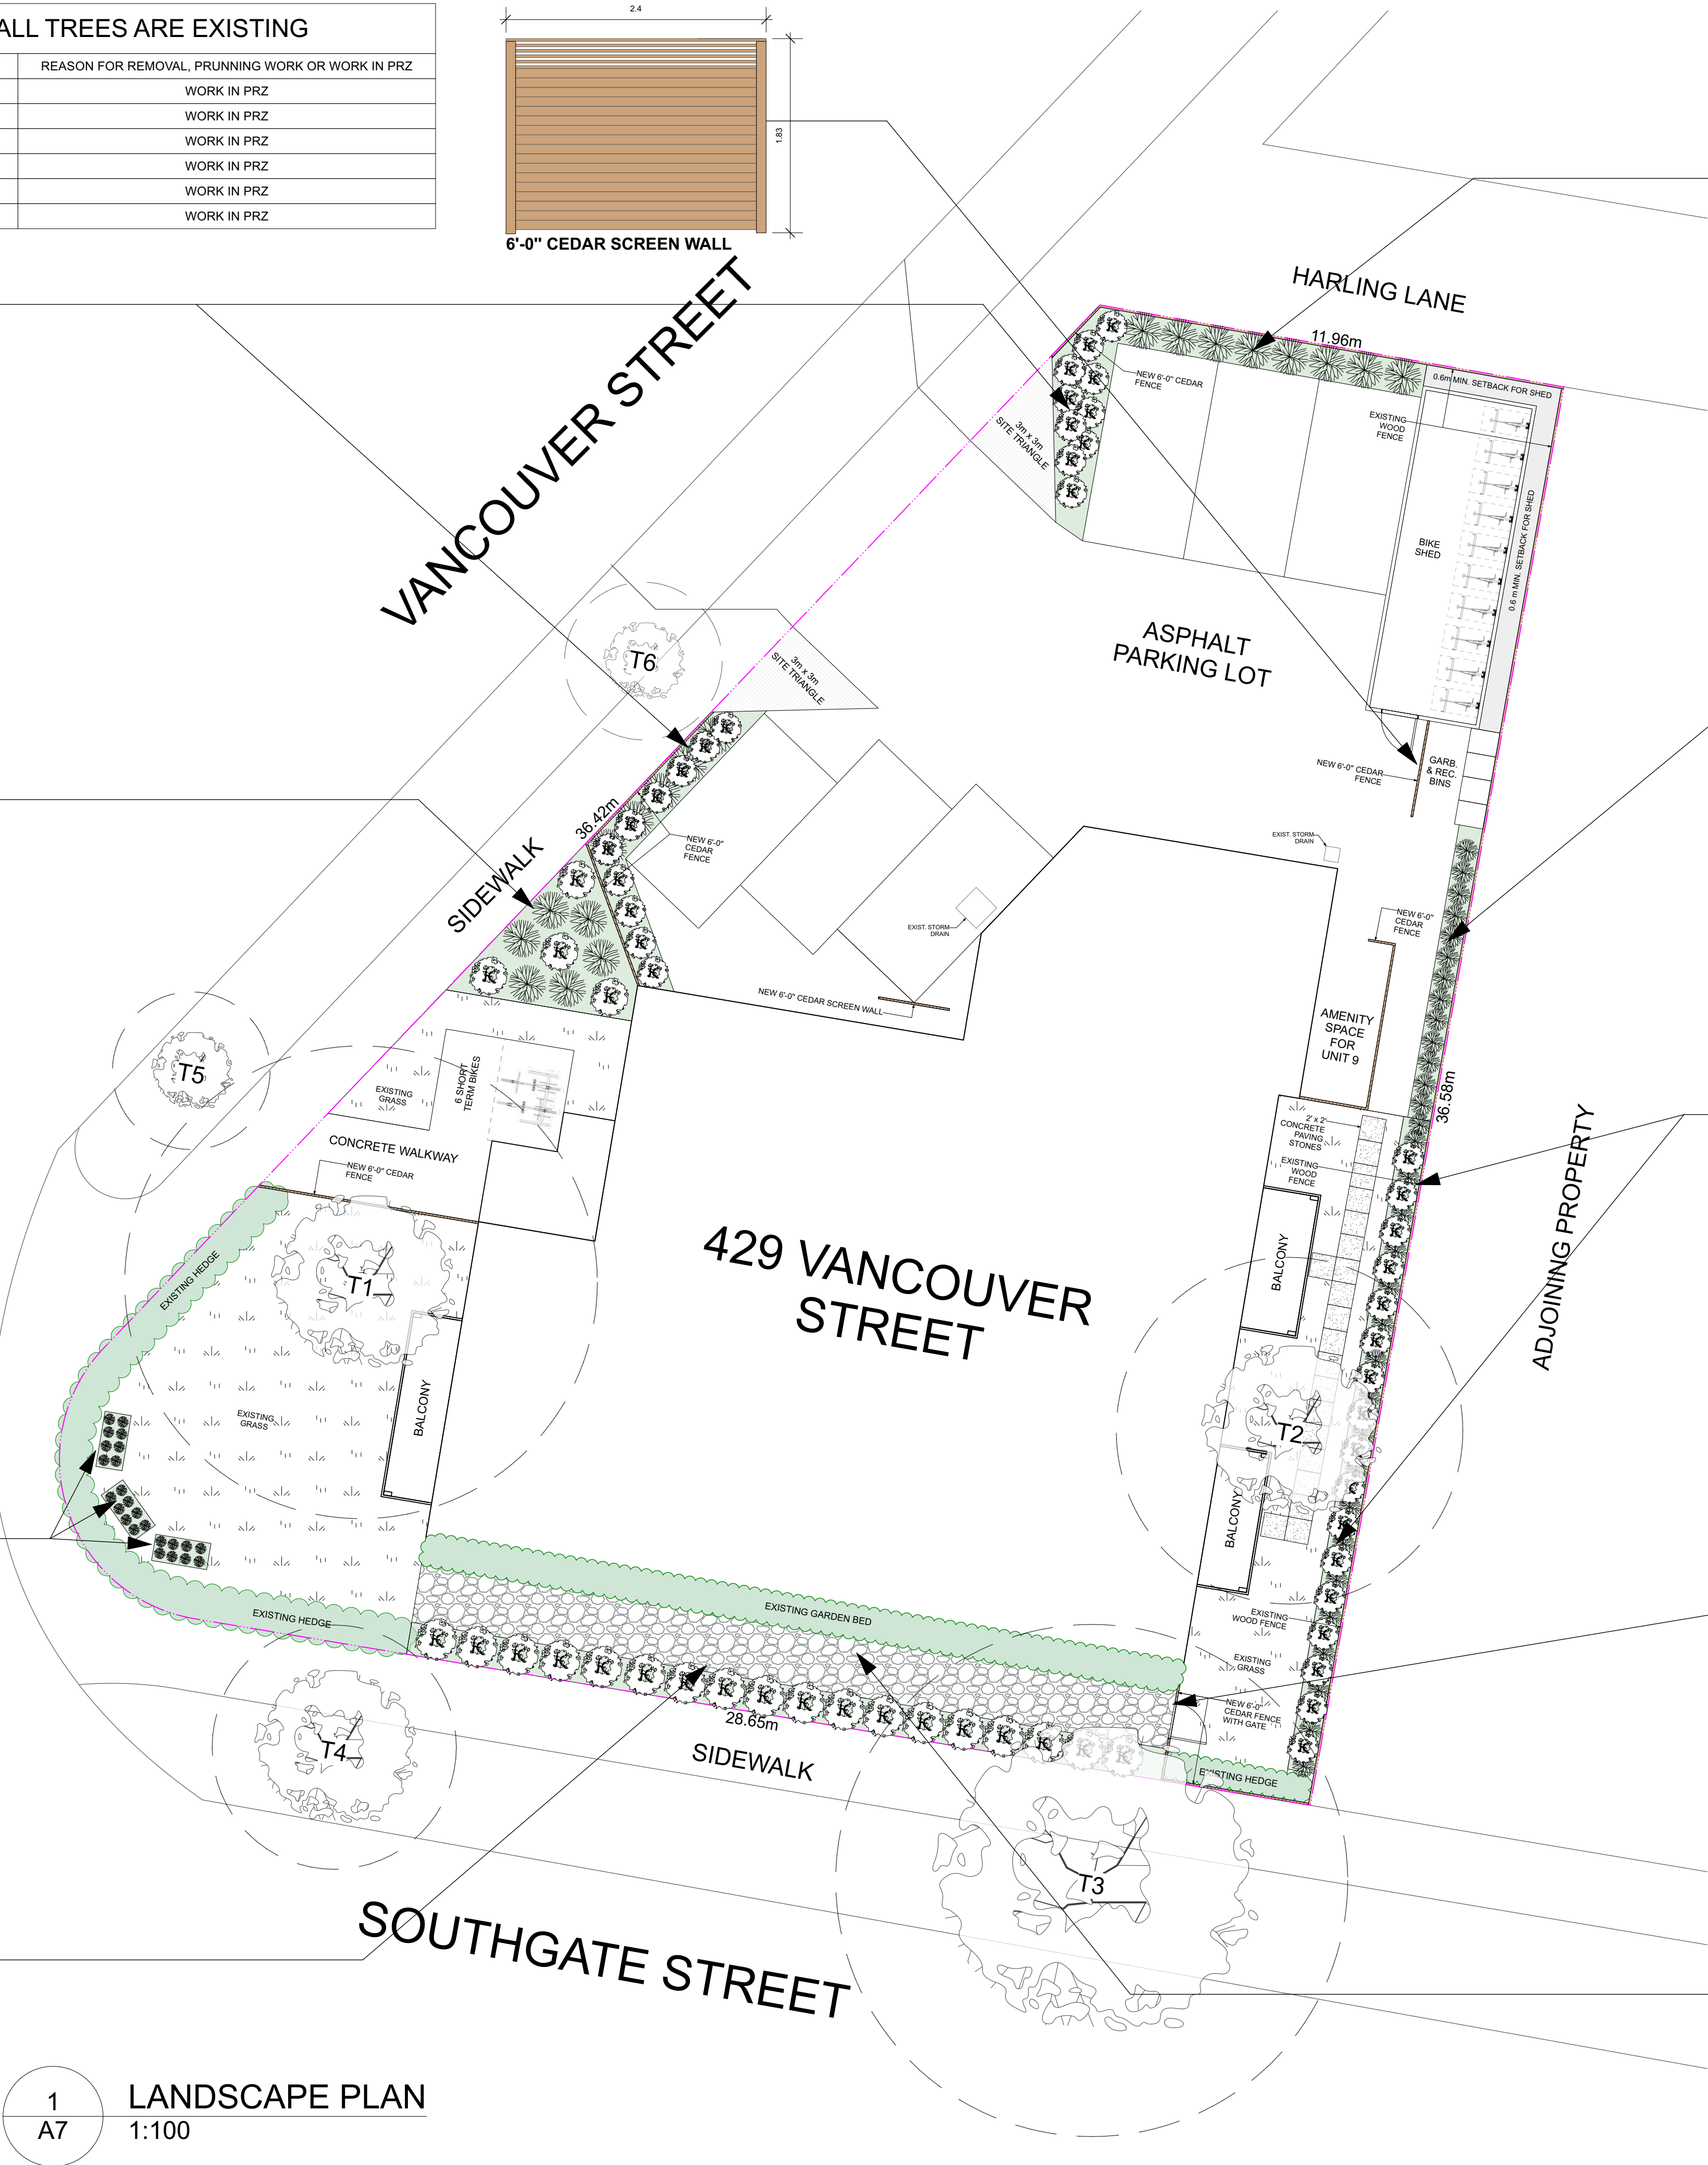 ALL TREES ARE EXISTING
REASON FOR REMOVAL, PRUNNING WORK OR WORK IN PRZ
WORK IN PRZ
WORK IN PRZ
WORK IN PRZ
WORK IN PRZ
WORK IN PRZ
WORK IN PRZ
2.4
1.83
6'-0" CEDAR SCREEN WALL
VANCOUVER STREET
HARLING LANE
11.96m
0.6m MIN. SETBACK FOR SHED
NEW 6'-0" CEDAR
FENCE
3m x 3m
SITE TRIANGLE
EXISTING
WOOD
FENCE
BIKE
SHED
0.6 m MIN. SETBACK FOR SHED
ASPHALT
PARKING LOT
T6
3m x 3m
SITE TRIANGLE
NEW 6'-0" CEDAR
FENCE
GARB.
& REC.
BINS
36.42m
SIDEWALK
NEW 6'-0"
CEDAR
FENCE
EXIST. STORM
DRAIN
EXIST. STORM
DRAIN
NEW 6'-0"
CEDAR
FENCE
NEW 6'-0" CEDAR SCREEN WALL
AMENITY
SPACE
FOR
UNIT 9
T5
EXISTING
GRASS
6 SHORT
TERM BIKES
CONCRETE WALKWAY
NEW 6'-0" CEDAR
FENCE
36.58m
2' x 2'
CONCRETE
PAVING
STONES
EXISTING
WOOD
FENCE
ADJOINING PROPERTY
EXISTING HEDGE
T1
429 VANCOUVER
STREET
BALCONY
BALCONY
EXISTING
GRASS
T2
BALCONY
EXISTING HEDGE
EXISTING GARDEN BED
EXISTING
WOOD FENCE
EXISTING
GRASS
NEW 6'-0"
CEDAR FENCE
WITH GATE
28.65m
SIDEWALK
EXISTING HEDGE
T4
T3
SOUTHGATE STREET
1
A7
LANDSCAPE PLAN
1:100